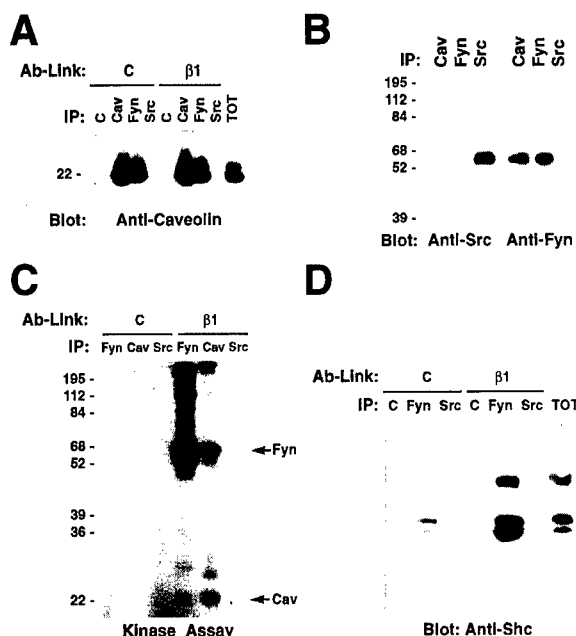 A
Ab-Link: C β1
IP: C Cav Fyn Src C Cav Fyn Src TOT
22 -
Blot: Anti-Caveolin
B
IP: Cav Fyn Src Cav Fyn Src
195 -
112 -
84 -
68 -
52 -
39 -
Blot: Anti-Src Anti-Fyn
C
Ab-Link: C β1
IP: Fyn Cav Src Fyn Cav Src
195 -
112 -
84 -
68 -
52 -
39 -
36 -
22 -
Fyn
Cav
Kinase Assay
D
Ab-Link: C β1
IP: C Fyn Src C Fyn Src TOT
Blot: Anti-Shc